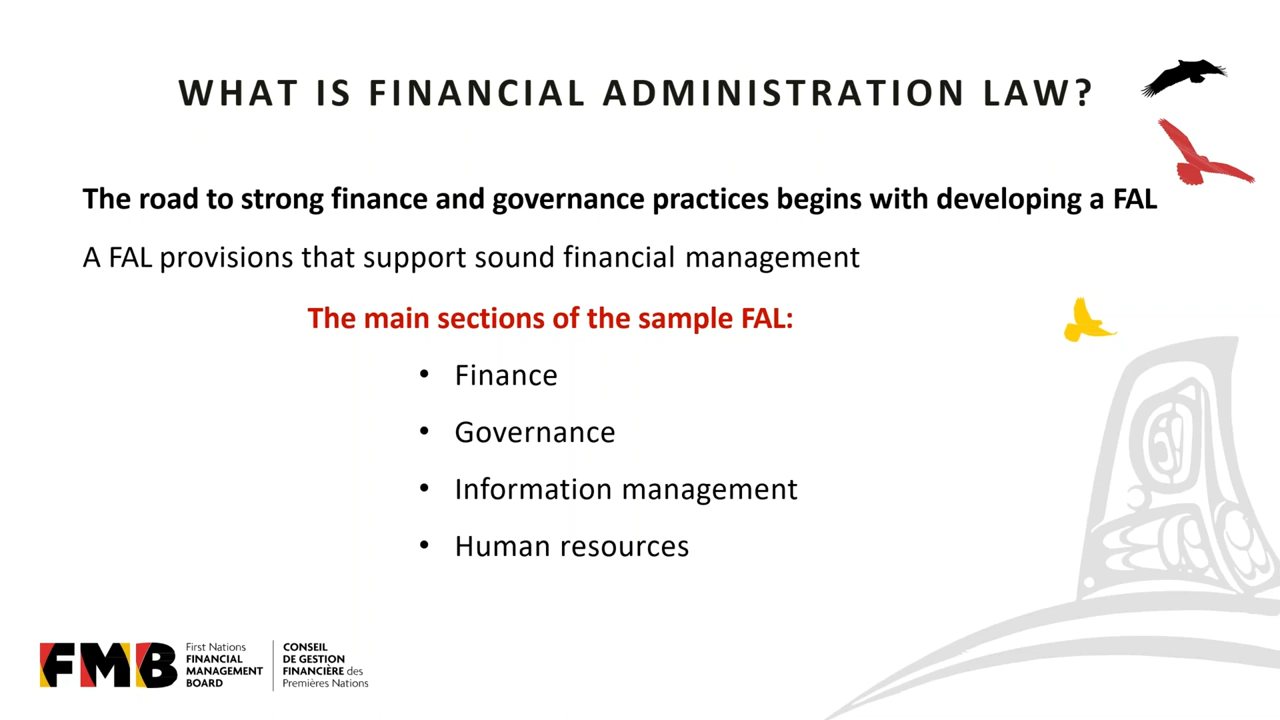 WHAT IS FINANCIAL ADMINISTRATION LAW?
The road to strong finance and governance practices begins with developing a FAL
A FAL provisions that support sound financial management
The main sections of the sample FAL:
• Finance
• Governance
• Information management
• Human resources
FMB
First Nations
FINANCIAL
MANAGEMENT
BOARD
CONSEIL
DE GESTION
FINANCIÈRE des
Premières Nations